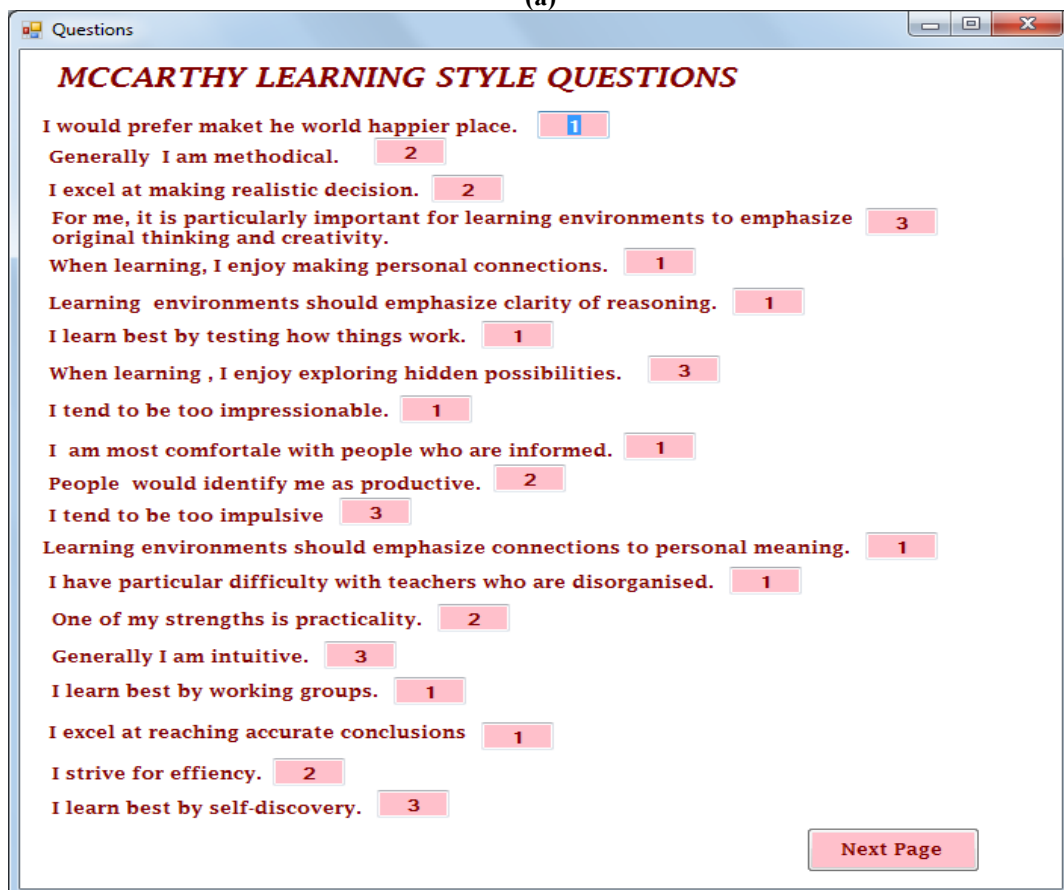 (a)
Questions
MCCARTHY LEARNING STYLE QUESTIONS
I would prefer maket he world happier place. 1
Generally I am methodical. 2
I excel at making realistic decision. 2
For me, it is particularly important for learning environments to emphasize 3
original thinking and creativity.
When learning, I enjoy making personal connections. 1
Learning environments should emphasize clarity of reasoning. 1
I learn best by testing how things work. 1
When learning , I enjoy exploring hidden possibilities. 3
I tend to be too impressionable. 1
I am most comfortale with people who are informed. 1
People would identify me as productive. 2
I tend to be too impulsive 3
Learning environments should emphasize connections to personal meaning. 1
I have particular difficulty with teachers who are disorganised. 1
One of my strengths is practicality. 2
Generally I am intuitive. 3
I learn best by working groups. 1
I excel at reaching accurate conclusions 1
I strive for effiency. 2
I learn best by self-discovery. 3
Next Page